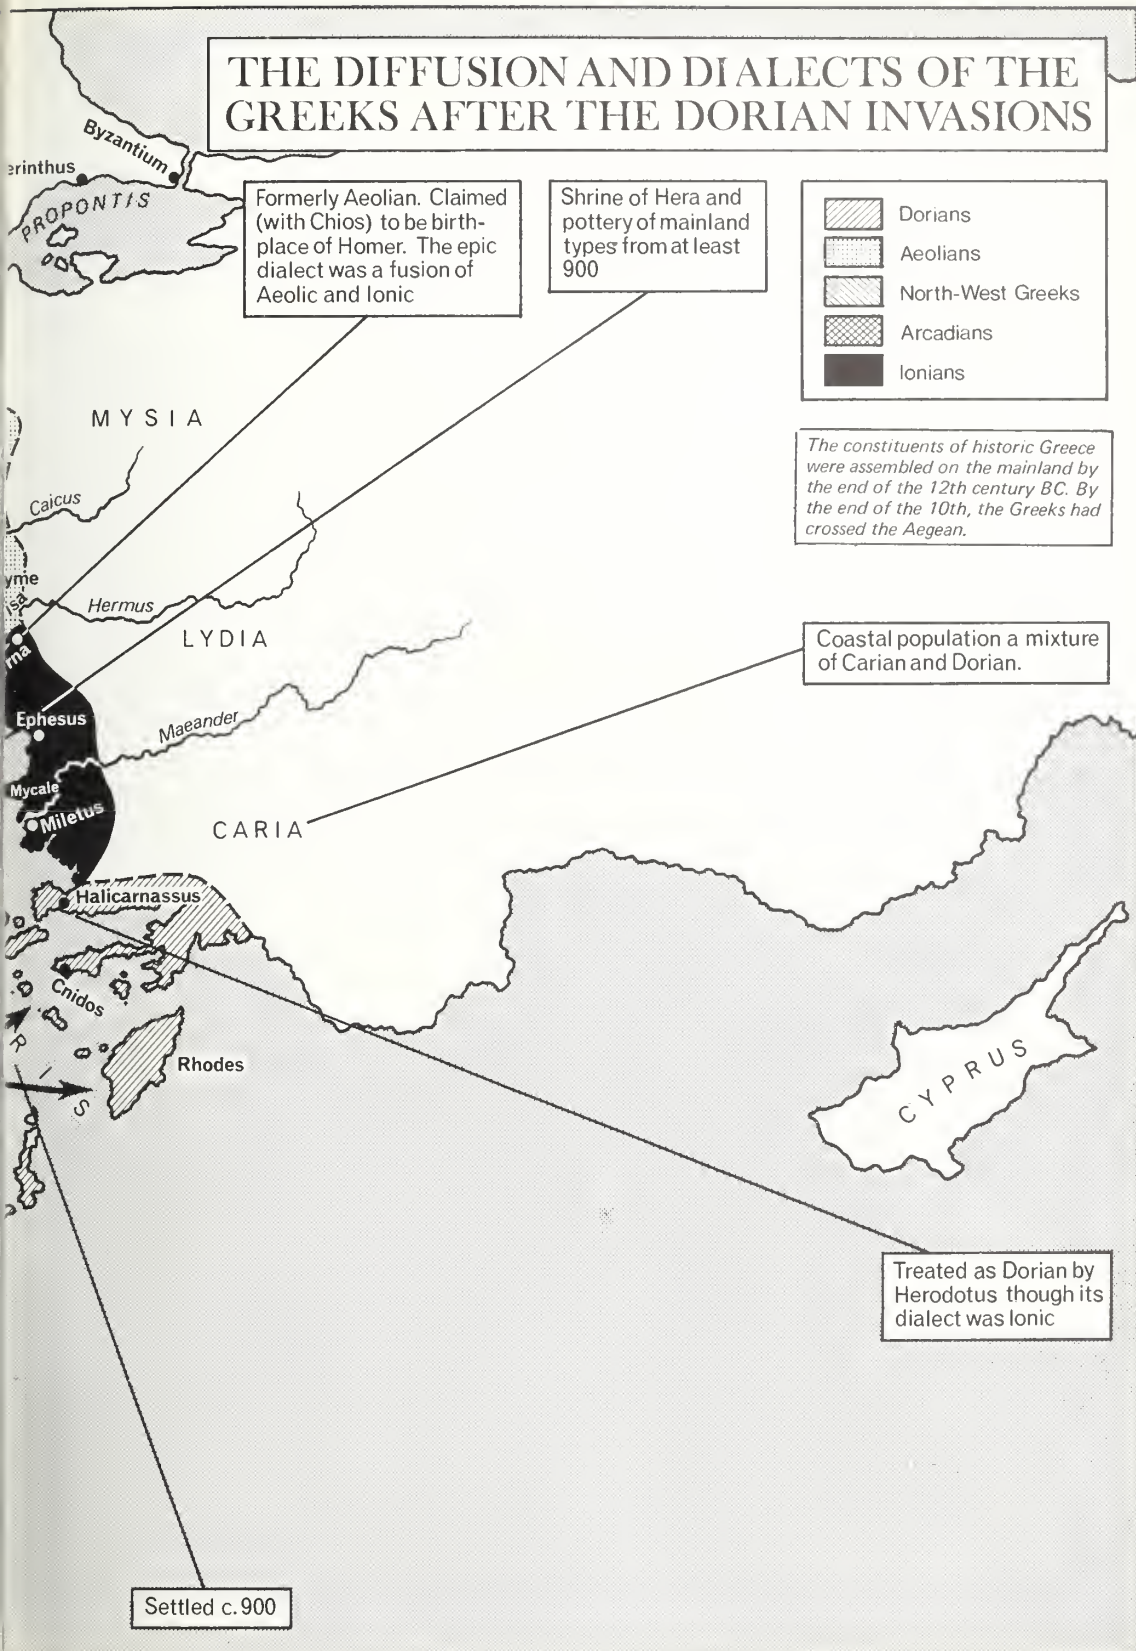 THE DIFFUSION AND DIALECTS OF THE
GREEKS AFTER THE DORIAN INVASIONS
Byzantium
erinthus
PROPONTIS
Formerly Aeolian. Claimed
(with Chios) to be birth-
place of Homer. The epic
dialect was a fusion of
Aeolic and Ionic
Shrine of Hera and
pottery of mainland
types from at least
900
Dorians
Aeolians
North-West Greeks
Arcadians
Ionians
MYSIA
The constituents of historic Greece
were assembled on the mainland by
the end of the 12th century BC. By
the end of the 10th, the Greeks had
crossed the Aegean.
Caicus
yme
isa
Hermus
LYDIA
rna
Coastal population a mixture
of Carian and Dorian.
Ephesus
Maeander
Mycale
Miletus
CARIA
Halicarnassus
Cnidos
RIS
Rhodes
CYPRUS
Treated as Dorian by
Herodotus though its
dialect was Ionic
Settled c.900